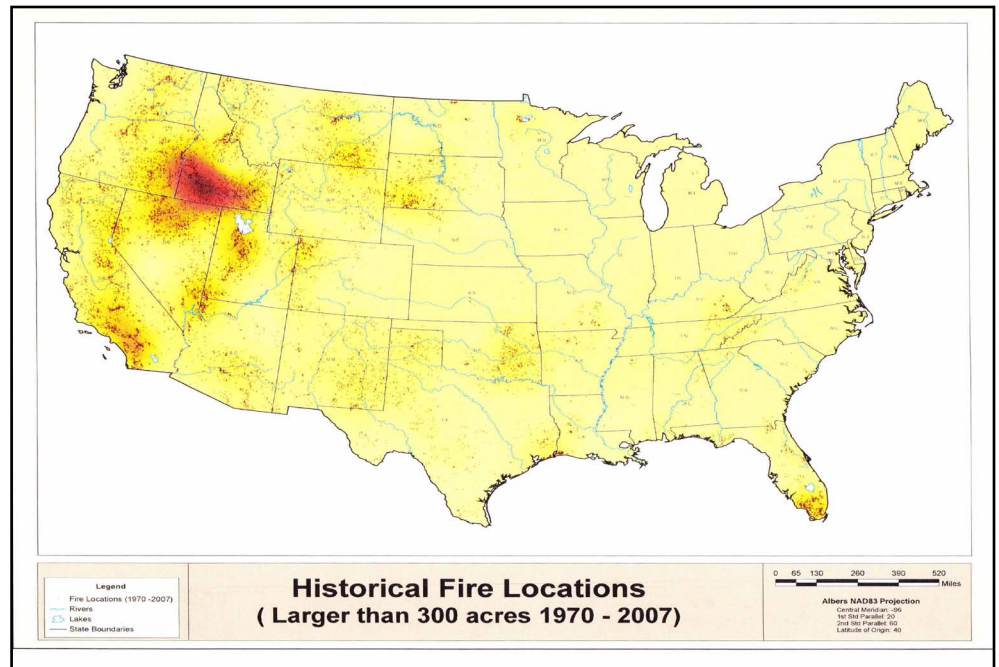 Legend
Fire Locations (1970 -2007)
Rivers
Lakes
State Boundaries
Historical Fire Locations
( Larger than 300 acres 1970 - 2007)
0 65 130 260 390 520
Miles
Albers NAD83 Projection
Central Meridian: -96
1st Std Parallel: 20
2nd Std Parallel: 60
Latitude of Origin: 40